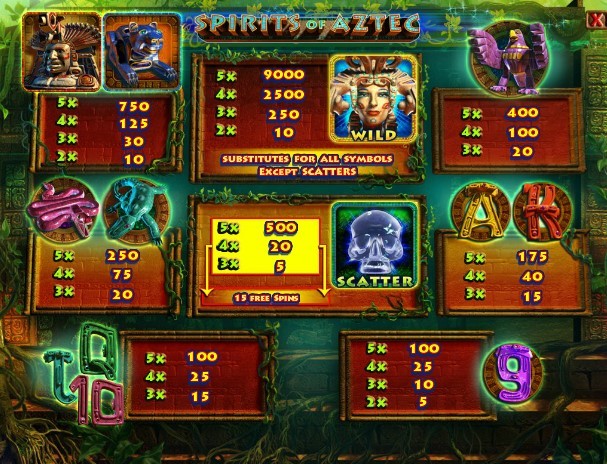 SPIRITS OF AZTEC
X
5x 750
4x 125
3x 30
2x 10
5x 9000
4x 2500
3x 250
2x 10
WILD
SUBSTITUTES FOR ALL SYMBOLS
EXCEPT SCATTERS
5x 400
4x 100
3x 20
5x 250
4x 75
3x 20
5x 500
4x 20
3x 5
15 FREE SPINS
SCATTER
A K
5x 175
4x 40
3x 15
Q
J
10
5x 100
4x 25
3x 15
5x 100
4x 25
3x 10
2x 5
9